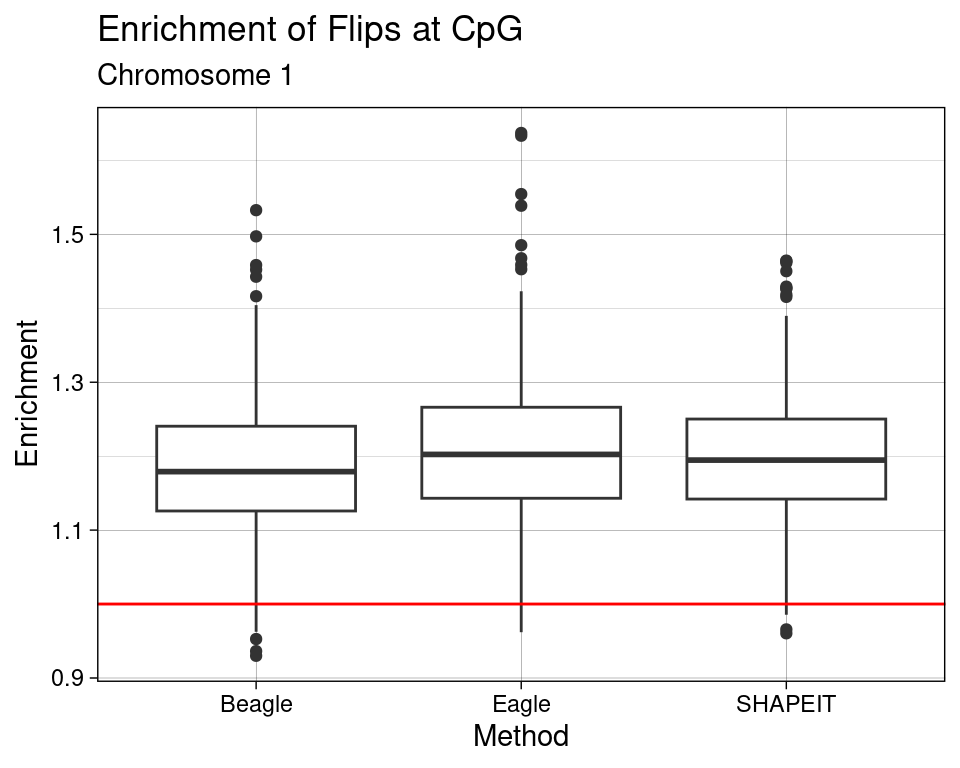 Enrichment of Flips at CpG
Chromosome 1
Enrichment
1.5
1.3
1.1
0.9
Beagle
Eagle
SHAPEIT
Method